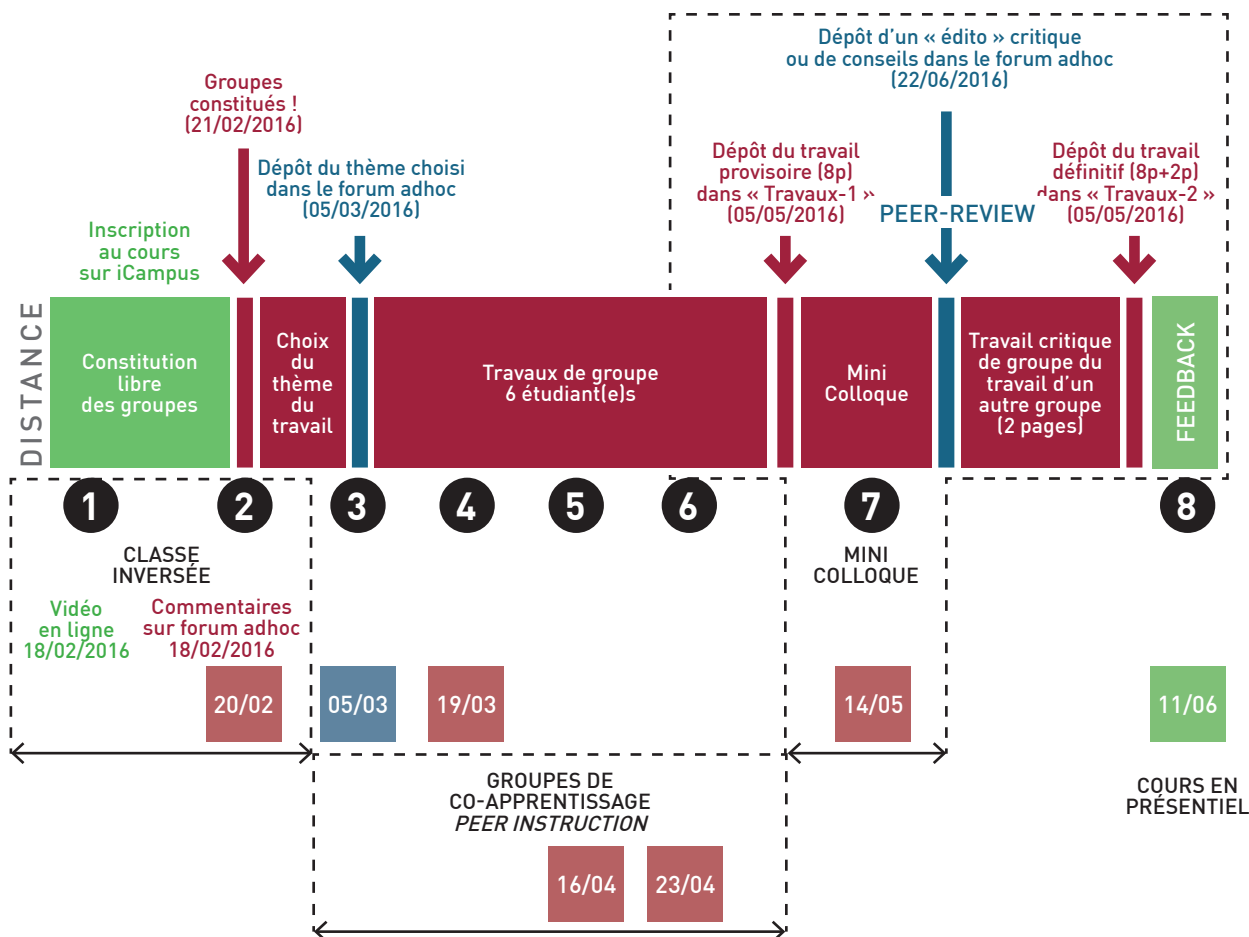 Dépôt d’un « édito » critique
ou de conseils dans le forum adhoc
(22/06/2016)
Groupes
constitués !
(21/02/2016)
Dépôt du thème choisi
dans le forum adhoc
(05/03/2016)
Dépôt du travail
provisoire (8p)
dans « Travaux-1 »
(05/05/2016)
PEER-REVIEW
Dépôt du travail
définitif (8p+2p)
dans « Travaux-2 »
(05/05/2016)
Inscription
au cours
sur iCampus
DISTANCE
Constitution
libre
des groupes
Choix
du
thème
du
travail
Travaux de groupe
6 étudiant(e)s
Mini
Colloque
Travail critique
de groupe du
travail d’un
autre groupe
(2 pages)
FEEDBACK
1
2
3
4
5
6
7
8
CLASSE
INVERSÉE
MINI
COLLOQUE
Vidéo
en ligne
18/02/2016
Commentaires
sur forum adhoc
18/02/2016
20/02
05/03
19/03
14/05
11/06
GROUPES DE
CO-APPRENTISSAGE
PEER INSTRUCTION
COURS EN
PRÉSENTIEL
16/04
23/04